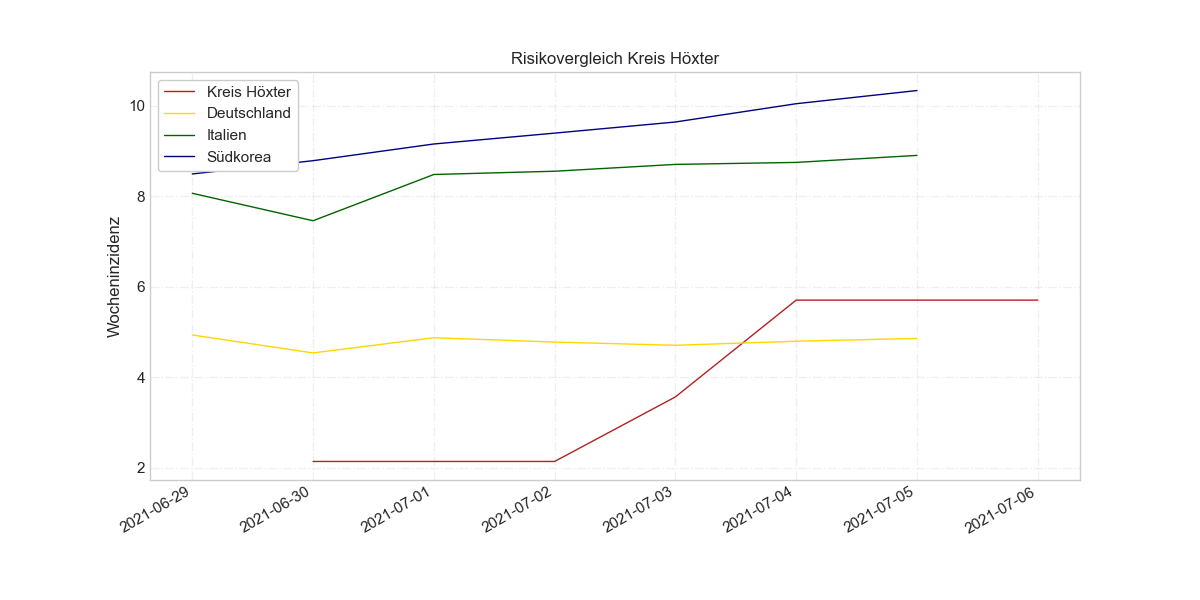 Risikovergleich Kreis Höxter
Kreis Höxter
Deutschland
Italien
Südkorea
Wocheninzidenz
10
8
6
4
2
2021-06-29
2021-06-30
2021-07-01
2021-07-02
2021-07-03
2021-07-04
2021-07-05
2021-07-06